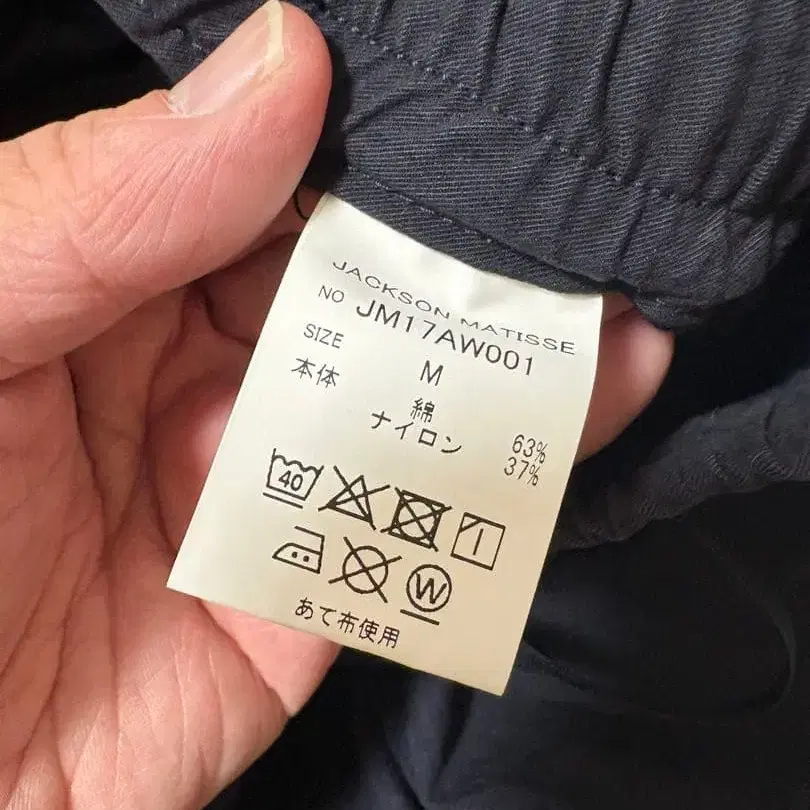 JACKSON MATISSE
NO JM17AW001
SIZE M
本体 綿 63%
ナイロン 37%
40
W
あて布使用